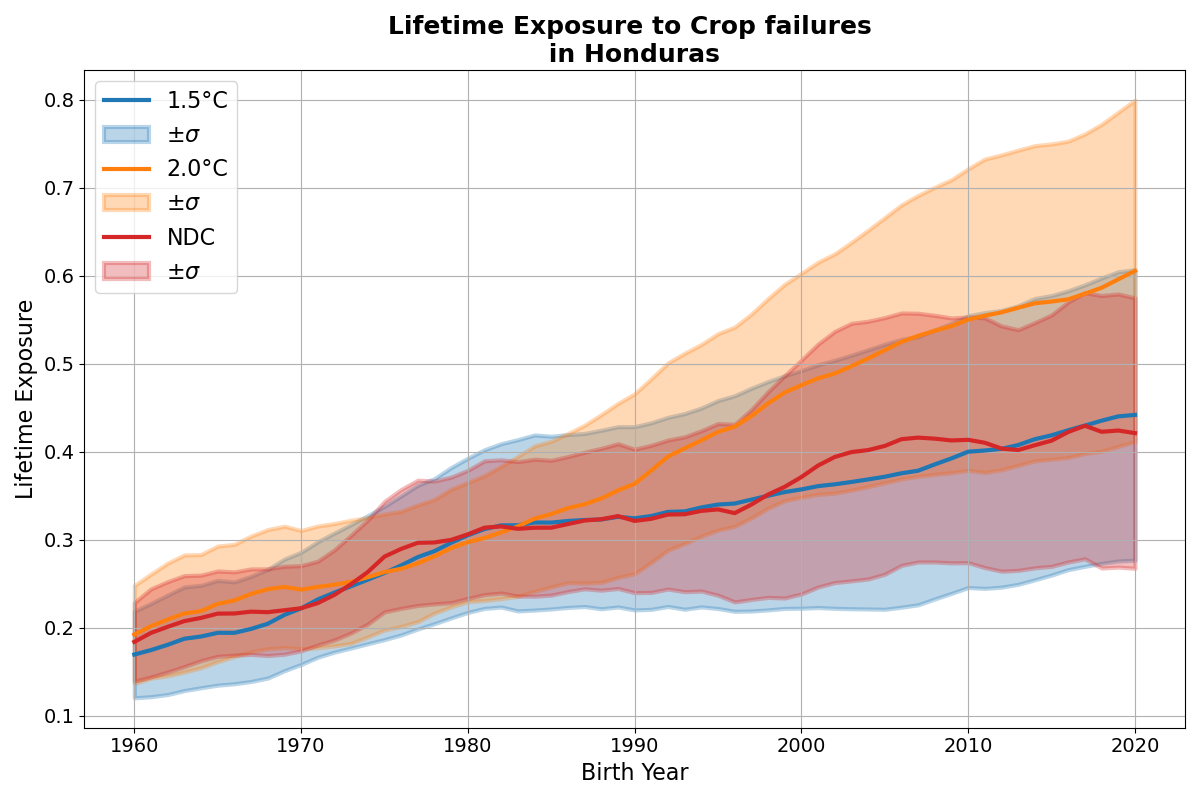 Lifetime Exposure to Crop failures
in Honduras
1.5°C
±σ
2.0°C
±σ
NDC
±σ
Lifetime Exposure
0.8
0.7
0.6
0.5
0.4
0.3
0.2
0.1
1960 1970 1980 1990 2000 2010 2020
Birth Year